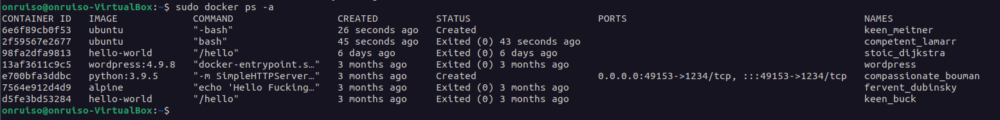 onruiso@onruiso-VirtualBox:~$ sudo docker ps -a
CONTAINER ID   IMAGE             COMMAND                  CREATED          STATUS                      PORTS                                         NAMES
6e6f89cb0f53   ubuntu            "-bash"                  26 seconds ago   Created                                                                   keen_meitner
2f59567e2677   ubuntu            "bash"                   45 seconds ago   Exited (0) 43 seconds ago                                                 competent_lamarr
98fa2dfa9813   hello-world       "/hello"                 6 days ago       Exited (0) 6 days ago                                                     stoic_dijkstra
13af3611c9c5   wordpress:4.9.8   "docker-entrypoint.s…"   3 months ago     Exited (0) 3 months ago                                                   wordpress
e700bfa3ddbc   python:3.9.5      "-m SimpleHTTPServer…"   3 months ago     Created                     0.0.0.0:49153->1234/tcp, :::49153->1234/tcp   compassionate_bouman
7564e912d4d9   alpine            "echo 'Hello Fucking…"   3 months ago     Exited (0) 3 months ago                                                   fervent_dubinsky
d5fe3bd53284   hello-world       "/hello"                 3 months ago     Exited (0) 3 months ago                                                   keen_buck
onruiso@onruiso-VirtualBox:~$